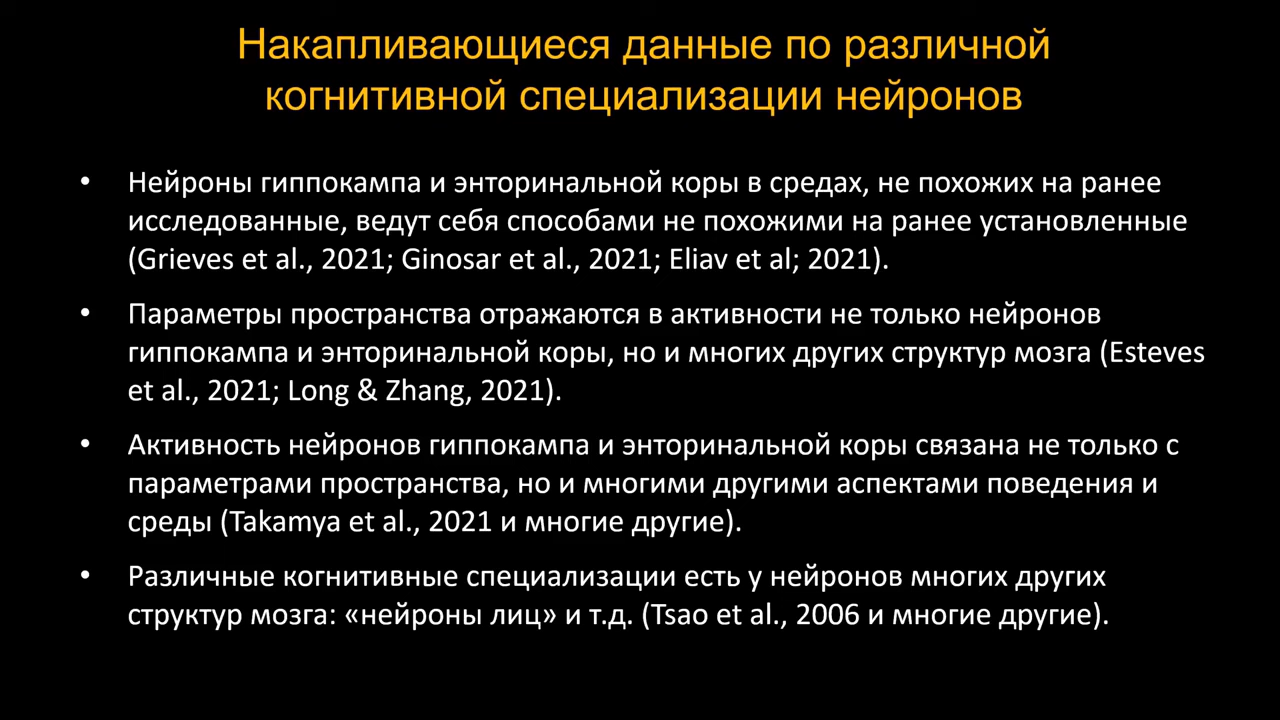 Накапливающиеся данные по различной
когнитивной специализации нейронов
• Нейроны гиппокампа и энторинальной коры в средах, не похожих на ранее
исследованные, ведут себя способами не похожими на ранее установленные
(Grieves et al., 2021; Ginosar et al., 2021; Eliav et al; 2021).
• Параметры пространства отражаются в активности не только нейронов
гиппокампа и энторинальной коры, но и многих других структур мозга (Esteves
et al., 2021; Long & Zhang, 2021).
• Активность нейронов гиппокампа и энторинальной коры связана не только с
параметрами пространства, но и многими другими аспектами поведения и
среды (Takamya et al., 2021 и многие другие).
• Различные когнитивные специализации есть у нейронов многих других
структур мозга: «нейроны лиц» и т.д. (Tsao et al., 2006 и многие другие).